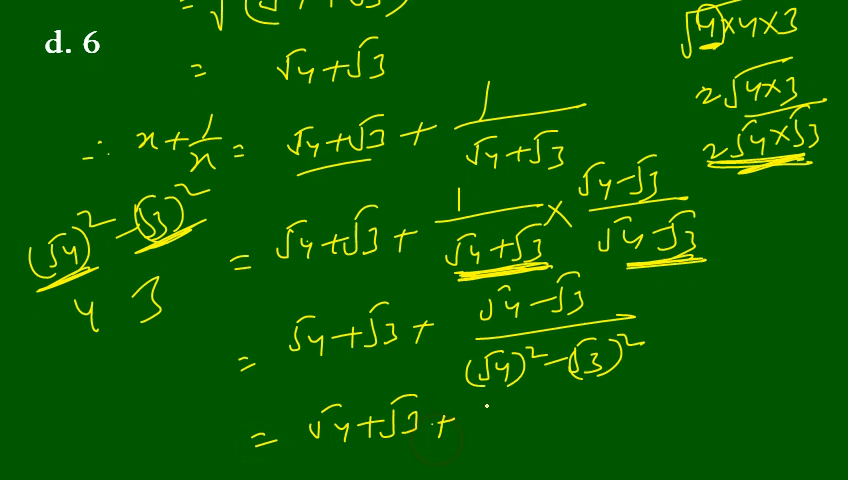 d. 6
= √4+√3
∴ x + 1/x = √4+√3 + 1/(√4+√3)
= √4+√3 + 1/(√4+√3) × (√4-√3)/(√4-√3)
= √4+√3 + (√4-√3)/((√4)²-(√3)²)
= √4+√3 +
(√4)²-(√3)²
4 3
√4×4×3
2√4×3
2√4×√3